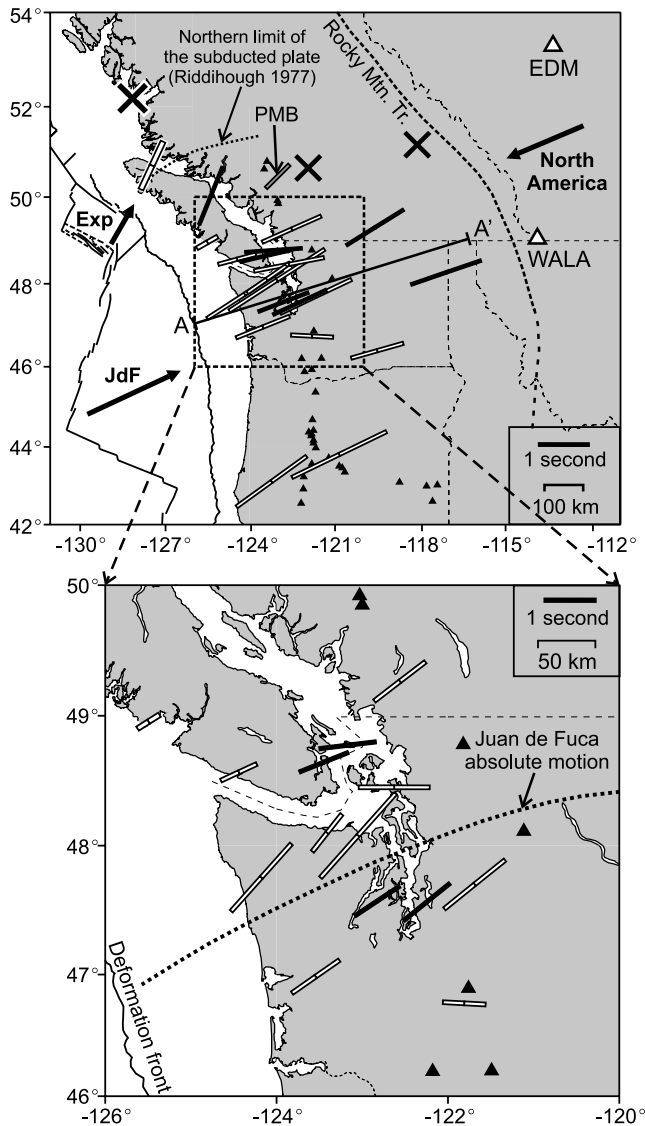 54°
52°
50°
48°
46°
44°
42°
Northern limit of
the subducted plate
(Riddihough 1977)
Rocky Mtn. Tr.
EDM
PMB
North
America
Exp
A'
WALA
A
JdF
1 second
100 km
-130°
-127°
-124°
-121°
-118°
-115°
-112°
50°
49°
48°
47°
46°
1 second
50 km
Juan de Fuca
absolute motion
Deformation front
-126°
-124°
-122°
-120°